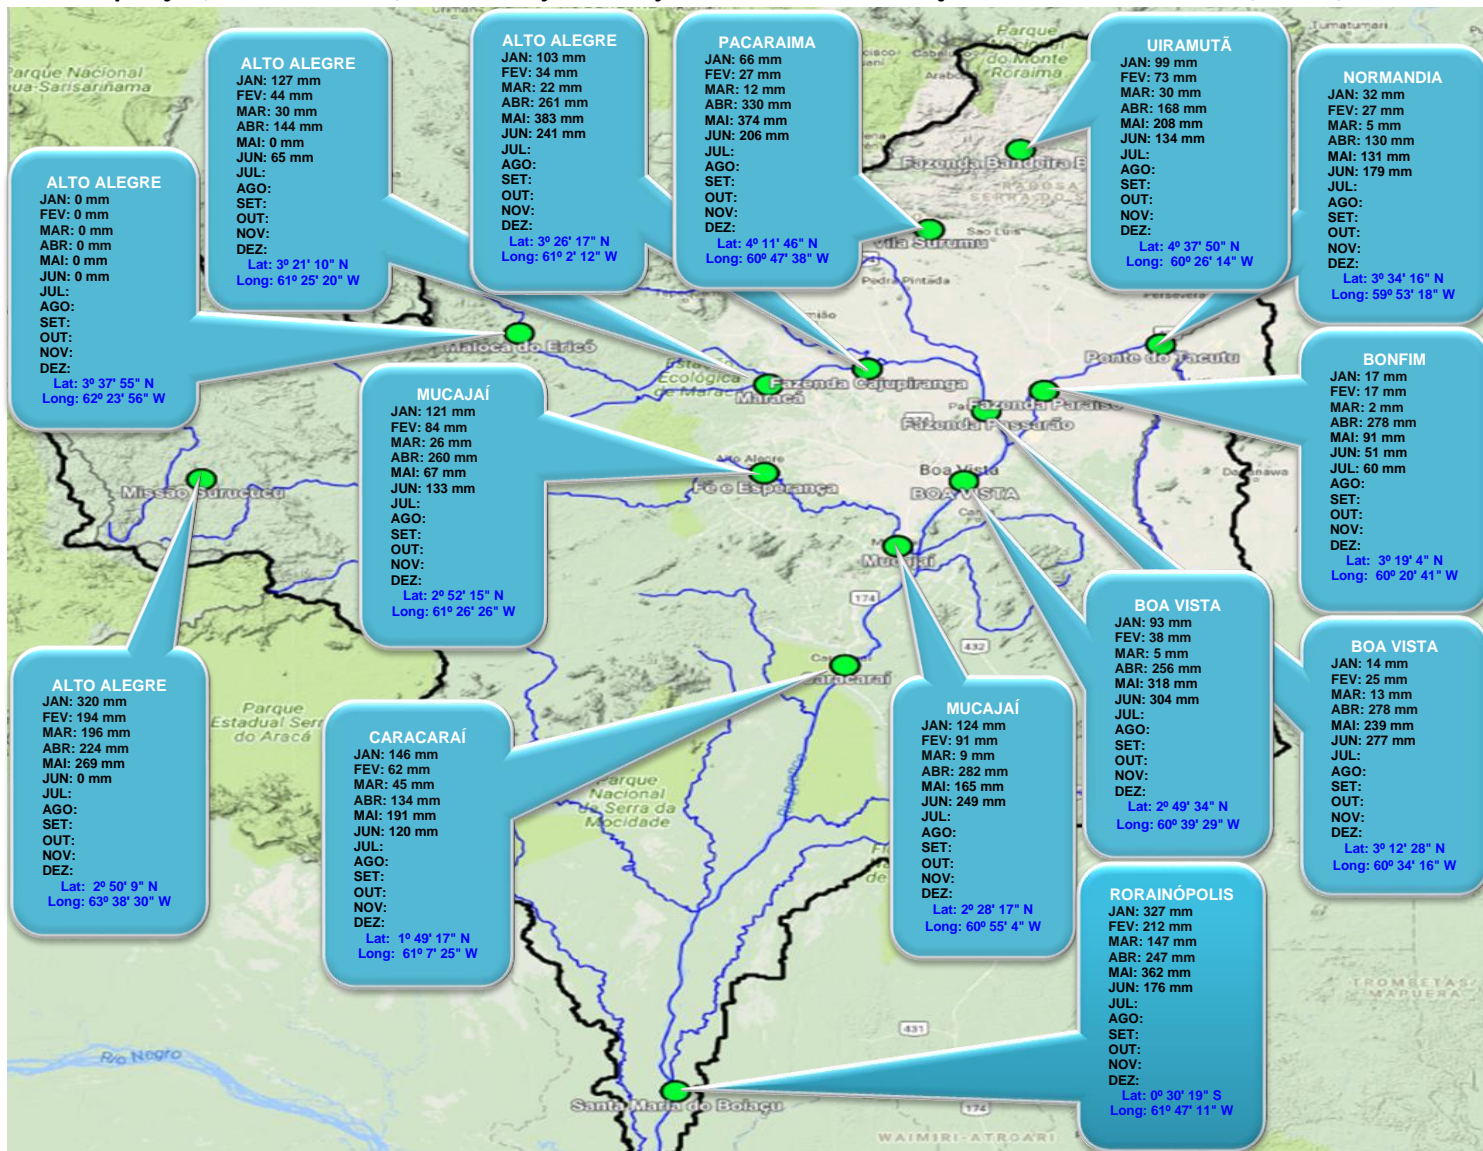 ALTO ALEGRE
JAN: 127 mm
FEV: 44 mm
MAR: 30 mm
ABR: 144 mm
MAI: 0 mm
JUN: 65 mm
JUL:
AGO:
SET:
OUT:
NOV:
DEZ:
Lat: 3º 21' 10" N
Long: 61º 25' 20" W
ALTO ALEGRE
JAN: 103 mm
FEV: 34 mm
MAR: 22 mm
ABR: 261 mm
MAI: 383 mm
JUN: 241 mm
JUL:
AGO:
SET:
OUT:
NOV:
DEZ:
Lat: 3º 26' 17" N
Long: 61º 2' 12" W
PACARAIMA
JAN: 66 mm
FEV: 27 mm
MAR: 12 mm
ABR: 330 mm
MAI: 374 mm
JUN: 206 mm
JUL:
AGO:
SET:
OUT:
NOV:
DEZ:
Lat: 4º 11' 46" N
Long: 60º 47' 38" W
UIRAMUTÃ
JAN: 99 mm
FEV: 73 mm
MAR: 30 mm
ABR: 168 mm
MAI: 208 mm
JUN: 134 mm
JUL:
AGO:
SET:
OUT:
NOV:
DEZ:
Lat: 4º 37' 50" N
Long: 60º 26' 14" W
NORMANDIA
JAN: 32 mm
FEV: 27 mm
MAR: 5 mm
ABR: 130 mm
MAI: 131 mm
JUN: 179 mm
JUL:
AGO:
SET:
OUT:
NOV:
DEZ:
Lat: 3º 34' 16" N
Long: 59º 53' 18" W
ALTO ALEGRE
JAN: 0 mm
FEV: 0 mm
MAR: 0 mm
ABR: 0 mm
MAI: 0 mm
JUN: 0 mm
JUL:
AGO:
SET:
OUT:
NOV:
DEZ:
Lat: 3º 37' 55" N
Long: 62º 23' 56" W
MUCAJAÍ
JAN: 121 mm
FEV: 84 mm
MAR: 26 mm
ABR: 260 mm
MAI: 67 mm
JUN: 133 mm
JUL:
AGO:
SET:
OUT:
NOV:
DEZ:
Lat: 2º 52' 15" N
Long: 61º 26' 26" W
BONFIM
JAN: 17 mm
FEV: 17 mm
MAR: 2 mm
ABR: 278 mm
MAI: 91 mm
JUN: 51 mm
JUL: 60 mm
AGO:
SET:
OUT:
NOV:
DEZ:
Lat: 3º 19' 4" N
Long: 60º 20' 41" W
ALTO ALEGRE
JAN: 320 mm
FEV: 194 mm
MAR: 196 mm
ABR: 224 mm
MAI: 269 mm
JUN: 0 mm
JUL:
AGO:
SET:
OUT:
NOV:
DEZ:
Lat: 2º 50' 9" N
Long: 63º 38' 30" W
CARACARAÍ
JAN: 146 mm
FEV: 62 mm
MAR: 45 mm
ABR: 134 mm
MAI: 191 mm
JUN: 120 mm
JUL:
AGO:
SET:
OUT:
NOV:
DEZ:
Lat: 1º 49' 17" N
Long: 61º 7' 25" W
MUCAJAÍ
JAN: 124 mm
FEV: 91 mm
MAR: 9 mm
ABR: 282 mm
MAI: 165 mm
JUN: 249 mm
JUL:
AGO:
SET:
OUT:
NOV:
DEZ:
Lat: 2º 28' 17" N
Long: 60º 55' 4" W
BOA VISTA
JAN: 93 mm
FEV: 38 mm
MAR: 5 mm
ABR: 256 mm
MAI: 318 mm
JUN: 304 mm
JUL:
AGO:
SET:
OUT:
NOV:
DEZ:
Lat: 2º 49' 34" N
Long: 60º 39' 29" W
BOA VISTA
JAN: 14 mm
FEV: 25 mm
MAR: 13 mm
ABR: 278 mm
MAI: 239 mm
JUN: 277 mm
JUL:
AGO:
SET:
OUT:
NOV:
DEZ:
Lat: 3º 12' 28" N
Long: 60º 34' 16" W
RORAINÓPOLIS
JAN: 327 mm
FEV: 212 mm
MAR: 147 mm
ABR: 247 mm
MAI: 362 mm
JUN: 176 mm
JUL:
AGO:
SET:
OUT:
NOV:
DEZ:
Lat: 0º 30' 19" S
Long: 61º 47' 11" W
Tumatumari
Parque
do Monte
Roraima
Parque Nacional
Fazenda Bandeira
Vila Surumu
São Luis
Pedra Pintada
Maloca do Ericó
Ponte do Tacutu
Ecológica
Fazenda Cajupiranga
Maracá
Fazenda Paraíso
Fazenda Passarão
Alto Alegre
Fé e Esperança
Boa Vista
BOA VISTA
Missão Surucucu
Mucajaí
174
432
Caracaraí
Parque
Estadual Serra
do Aracá
Parque
Nacional
da Serra da
Mocidade
Rio Branco
TROMBETAS
MAPUERA
431
Rio Negro
Santa Maria do Boiaçu
174
WAIMIRI-ATROARI